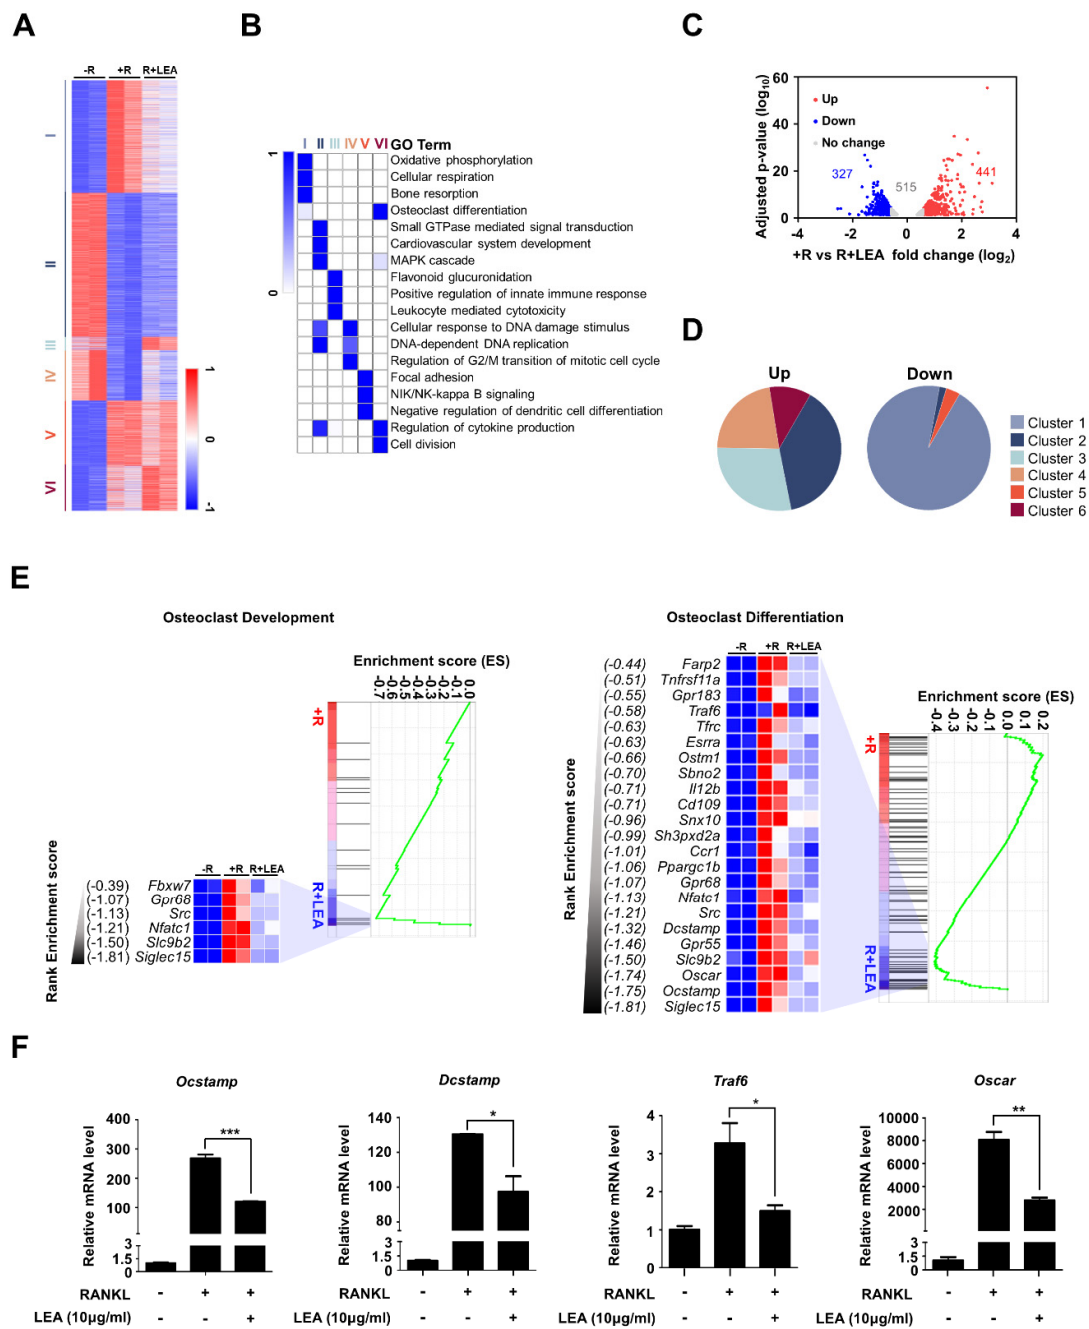 A
-R +R R+LEA
I
II
III
IV
V
VI
1
0
-1
B
I II III IV V VI GO Term
1
0
Oxidative phosphorylation
Cellular respiration
Bone resorption
Osteoclast differentiation
Small GTPase mediated signal transduction
Cardiovascular system development
MAPK cascade
Flavonoid glucuronidation
Positive regulation of innate immune response
Leukocyte mediated cytotoxicity
Cellular response to DNA damage stimulus
DNA-dependent DNA replication
Regulation of G2/M transition of mitotic cell cycle
Focal adhesion
NIK/NK-kappa B signaling
Negative regulation of dendritic cell differentiation
Regulation of cytokine production
Cell division
C
Adjusted p-value (log10)
60
40
20
0
Up
Down
No change
327
515
441
-4 -2 0 2 4
+R vs R+LEA fold change (log2)
D
Up
Down
Cluster 1
Cluster 2
Cluster 3
Cluster 4
Cluster 5
Cluster 6
E
Osteoclast Development
Enrichment score (ES)
-0.7 -0.6 -0.5 -0.4 -0.3 -0.2 -0.1 0.0
+R
R+LEA
Rank Enrichment score
-R +R R+LEA
(-0.39) Fbxw7
(-1.07) Gpr68
(-1.13) Src
(-1.21) Nfatc1
(-1.50) Slc9b2
(-1.81) Siglec15
Osteoclast Differentiation
-R +R R+LEA
Rank Enrichment score
(-0.44) Farp2
(-0.51) Tnfrsf11a
(-0.55) Gpr183
(-0.58) Traf6
(-0.63) Tfrc
(-0.63) Esrra
(-0.66) Ostm1
(-0.70) Sbno2
(-0.71) Il12b
(-0.71) Cd109
(-0.96) Snx10
(-0.99) Sh3pxd2a
(-1.01) Ccr1
(-1.06) Ppargc1b
(-1.07) Gpr68
(-1.13) Nfatc1
(-1.21) Src
(-1.32) Dcstamp
(-1.46) Gpr55
(-1.50) Slc9b2
(-1.74) Oscar
(-1.75) Ocstamp
(-1.81) Siglec15
Enrichment score (ES)
-0.4 -0.3 -0.2 -0.1 0.0 0.1 0.2
+R
R+LEA
F
Ocstamp
Relative mRNA level
400
300
200
100
3
1.5
0
***
Dcstamp
Relative mRNA level
140
120
100
80
3
1.5
0
*
Traf6
Relative mRNA level
4
3
2
1
0
*
Oscar
Relative mRNA level
10000
8000
6000
4000
2000
3
1.5
0
**
RANKL - + + - + + - + + - + +
LEA (10μg/ml) - - + - - + - - + - - +